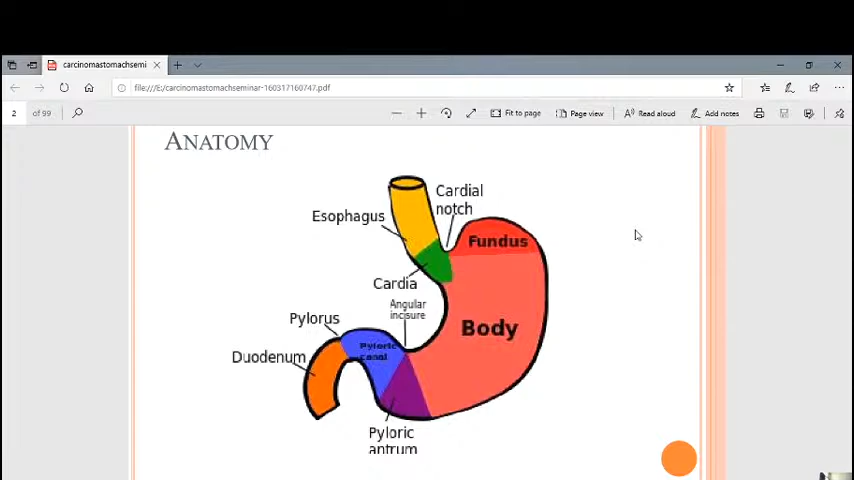 carcinomastomachsemi
file:///E:/carcinomastomachseminar-160317160747.pdf
2 of 99
Fit to page
Page view
Read aloud
Add notes
ANATOMY
Cardial
notch
Esophagus
Fundus
Cardia
Angular
incisure
Pylorus
Body
Pyloric
canal
Duodenum
Pyloric
antrum